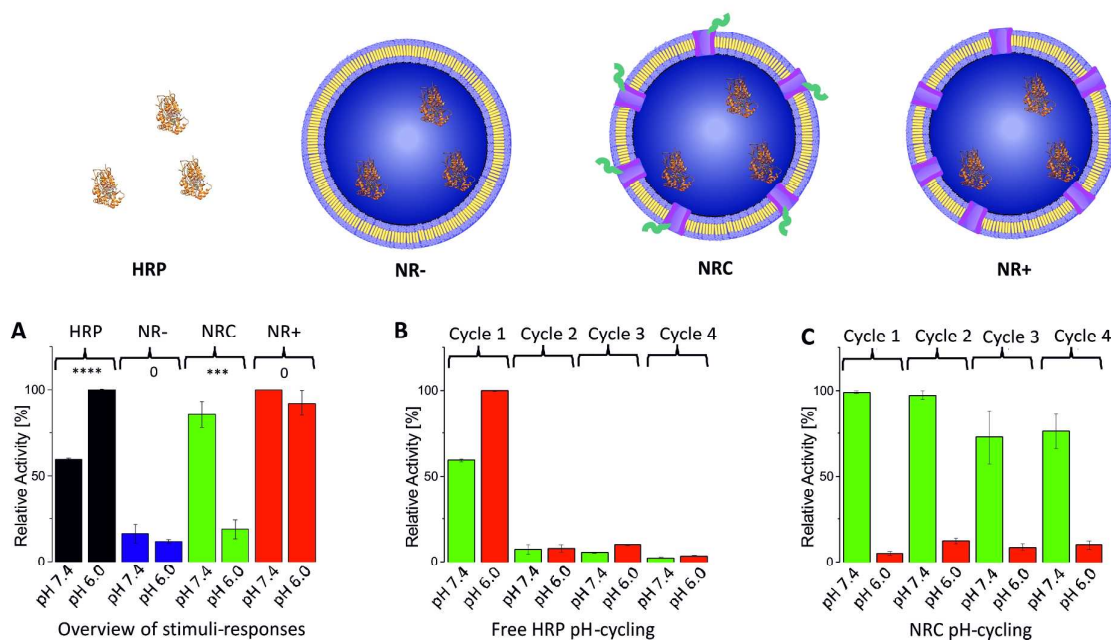 HRP NR- NRC NR+
A HRP NR- NRC NR+
**** 0 *** 0
Relative Activity [%]
100
50
0
pH 7.4 pH 6.0 pH 7.4 pH 6.0 pH 7.4 pH 6.0 pH 7.4 pH 6.0
Overview of stimuli-responses
B Cycle 1 Cycle 2 Cycle 3 Cycle 4
Relative Activity [%]
100
50
0
pH 7.4 pH 6.0 pH 7.4 pH 6.0 pH 7.4 pH 6.0 pH 7.4 pH 6.0
Free HRP pH-cycling
C Cycle 1 Cycle 2 Cycle 3 Cycle 4
Relative Activity [%]
100
50
0
pH 7.4 pH 6.0 pH 7.4 pH 6.0 pH 7.4 pH 6.0 pH 7.4 pH 6.0
NRC pH-cycling